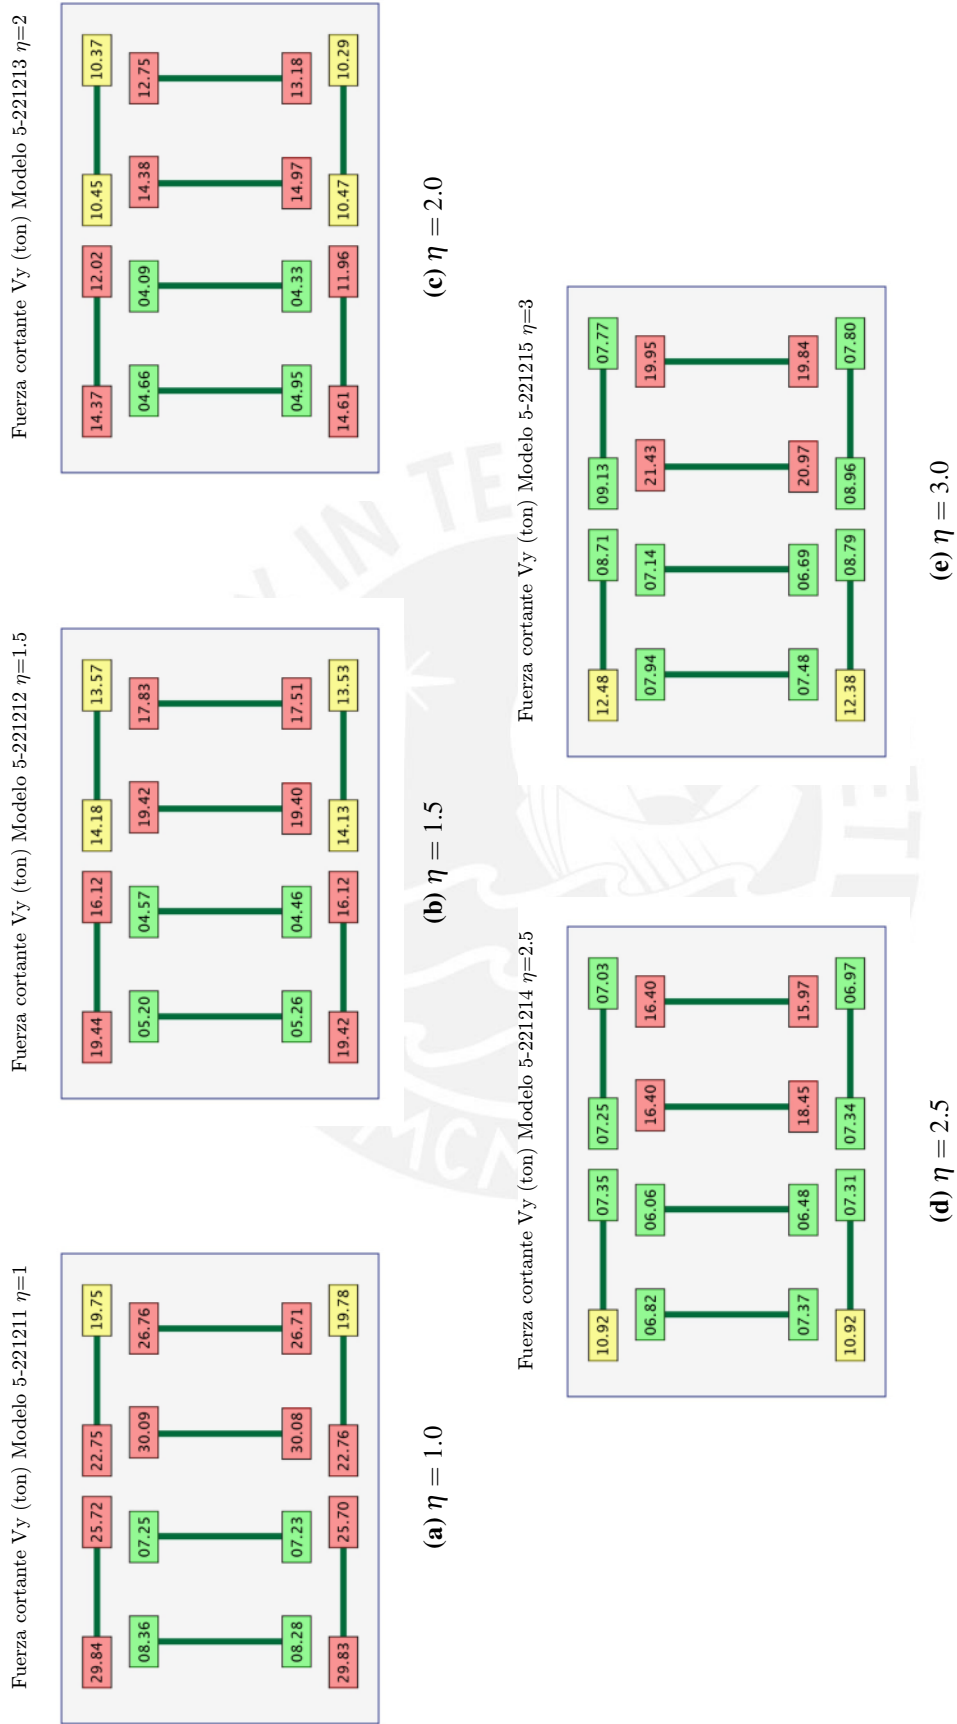 Fuerza cortante Vy (ton) Modelo 5-221211 η=1
29.84 25.72 22.75 19.75
08.36 07.25 30.09 26.76
08.28 07.23 30.08 26.71
29.83 25.70 22.76 19.78
(a) η = 1.0
Fuerza cortante Vy (ton) Modelo 5-221212 η=1.5
19.44 16.12 14.18 13.57
05.20 04.57 19.42 17.83
05.26 04.46 19.40 17.51
19.42 16.12 14.13 13.53
(b) η = 1.5
Fuerza cortante Vy (ton) Modelo 5-221213 η=2
14.37 12.02 10.45 10.37
04.66 04.09 14.38 12.75
04.95 04.33 14.97 13.18
14.61 11.96 10.47 10.29
(c) η = 2.0
Fuerza cortante Vy (ton) Modelo 5-221214 η=2.5
10.92 07.35 07.25 07.03
06.82 06.06 16.40 16.40
07.37 06.48 18.45 15.97
10.92 07.31 07.34 06.97
(d) η = 2.5
Fuerza cortante Vy (ton) Modelo 5-221215 η=3
12.48 08.71 09.13 07.77
07.94 07.14 21.43 19.95
07.48 06.69 20.97 19.84
12.38 08.79 08.96 07.80
(e) η = 3.0